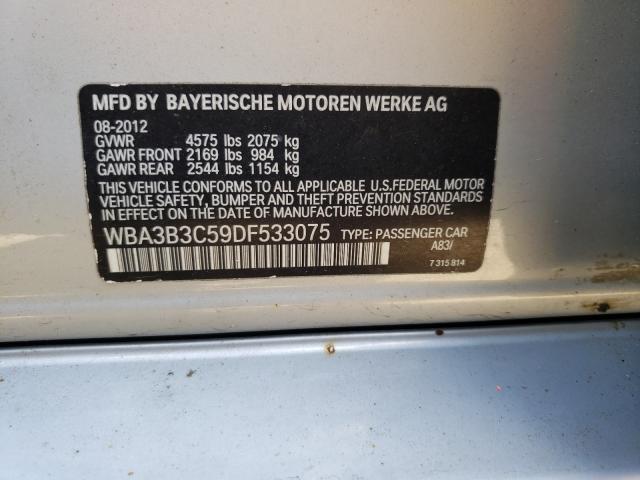 MFD BY BAYERISCHE MOTOREN WERKE AG
08-2012
GVWR 4575 lbs 2075 kg
GAWR FRONT 2169 lbs 984 kg
GAWR REAR 2544 lbs 1154 kg
THIS VEHICLE CONFORMS TO ALL APPLICABLE U.S.FEDERAL MOTOR
VEHICLE SAFETY, BUMPER AND THEFT PREVENTION STANDARDS
IN EFFECT ON THE DATE OF MANUFACTURE SHOWN ABOVE.
WBA3B3C59DF533075 TYPE: PASSENGER CAR
A83/
7 315 814